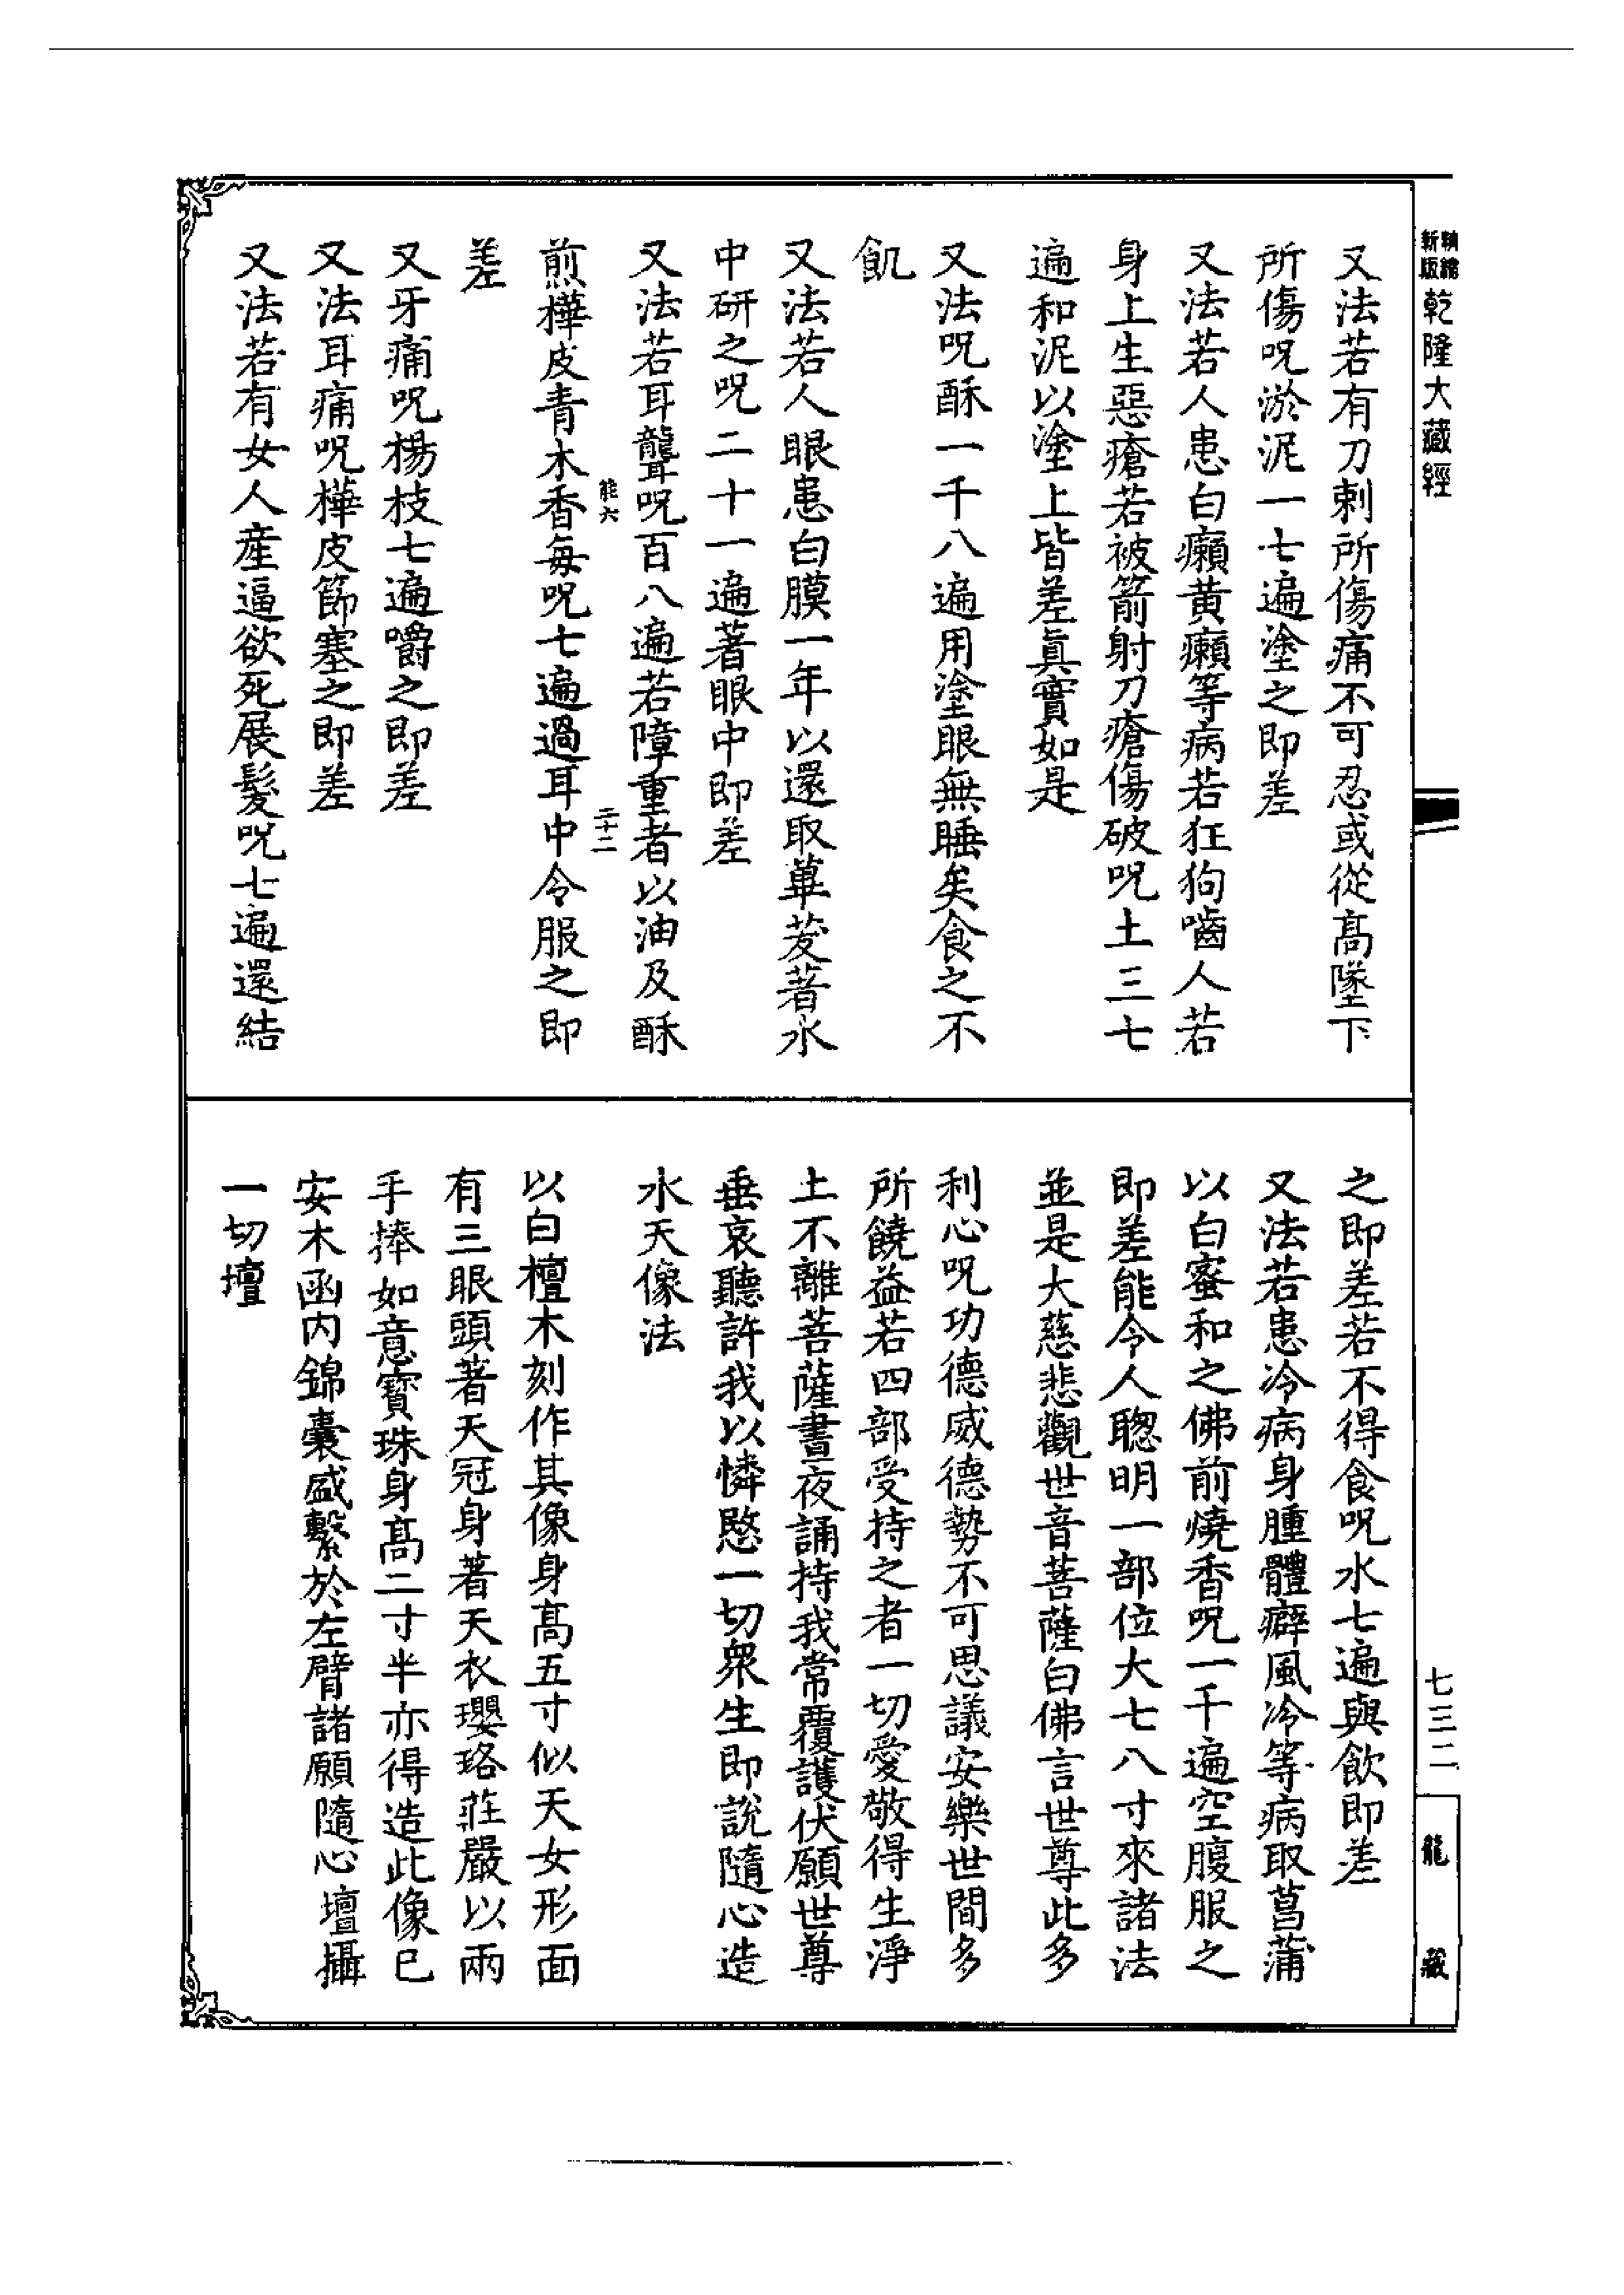 新版
乾隆大藏經
又法若有刀刺所傷痛不可忍或從高墜下
所傷呪淤泥一七遍塗之即差
又法若人患白癩黃癩等病若狂狗嚙人若
身上生惡瘡若被箭射刀瘡傷破呪土三七
遍和泥以塗上皆差真實如是
又法呪酥一千八遍用塗眼無睡矣食之不
飢
又法若人眼患白膜一年以還取蓽茇著水
中研之呪二十一遍著眼中即差
又法若耳聾呪百八遍若障重者以油及酥
能六
二十二
煎樺皮青木香每呪七遍過耳中令服之即
差
又牙痛呪楊枝七遍嚼之即差
又法耳痛呪樺皮節塞之即差
又法若有女人產逼欲死展髮呪七遍還結
之即差若不得食呪水七遍與飲即差
又法若患冷病身腫體癖風冷等病取菖蒲
以白蜜和之佛前燒香呪一千遍空腹服之
即差能令人聰明一部位大七八寸來諸法
並是大慈悲觀世音菩薩白佛言世尊此多
利心呪功德威德勢不可思議安樂世間多
所饒益若四部受持之者一切愛敬得生淨
土不離菩薩晝夜誦持我常覆護伏願世尊
垂哀聽許我以憐愍一切眾生即說隨心造
水天像法
以白檀木刻作其像身高五寸似天女形面
有三眼頭著天冠身著天衣瓔珞莊嚴以兩
手捧如意寶珠身高二寸半亦得造此像已
安木函內錦囊盛繫於左臂諸願隨心壇攝
一切壇
七三二
龍藏